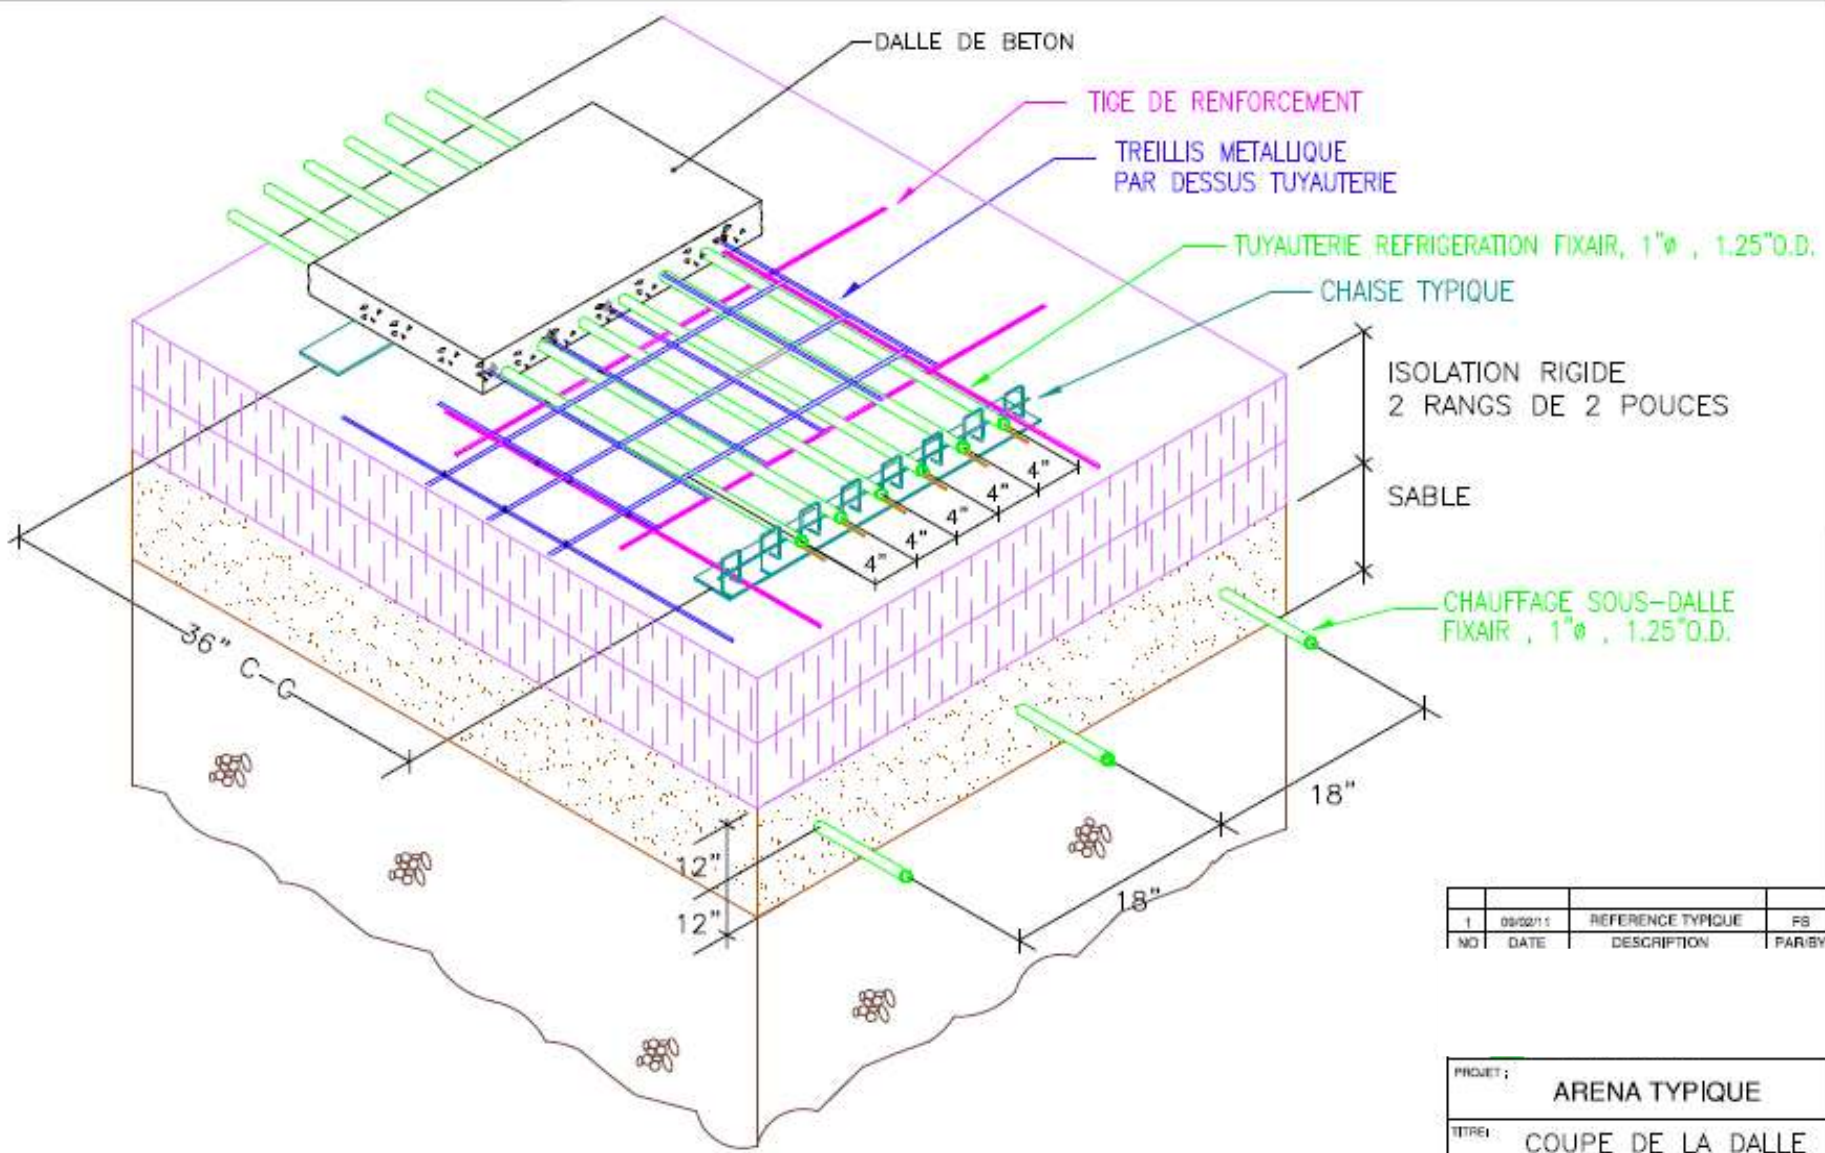 DALLE DE BETON
TIGE DE RENFORCEMENT
TREILLIS METALLIQUE
PAR DESSUS TUYAUTERIE
TUYAUTERIE REFRIGERATION FIXAIR, 1"ø , 1.25"O.D.
CHAISE TYPIQUE
ISOLATION RIGIDE
2 RANGS DE 2 POUCES
SABLE
CHAUFFAGE SOUS-DALLE
FIXAIR , 1"ø , 1.25"O.D.
4"
4"
4"
4"
4"
36" C-C
18"
18"
12"
12"
1 REFERENCE TYPIQUE FS
NO DATE DESCRIPTION PAR/BY
PROJET :
ARENA TYPIQUE
TITRE:
COUPE DE LA DALLE